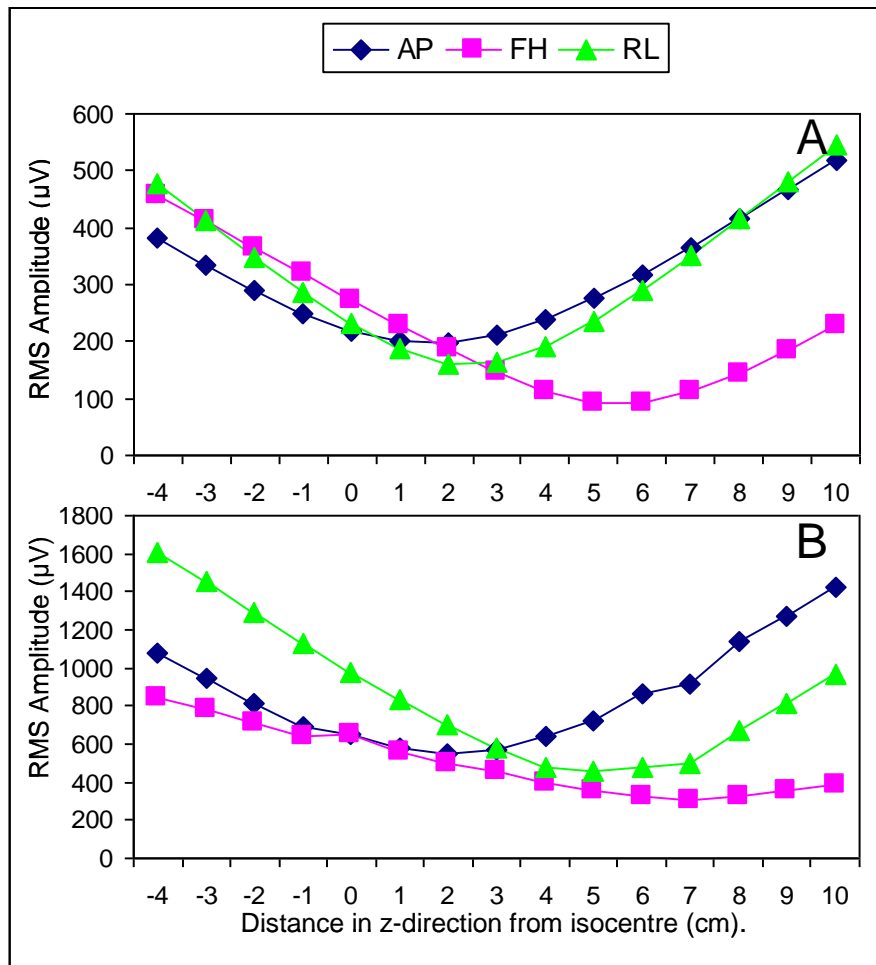 AP FH RL
A
RMS Amplitude (µV)
600
500
400
300
200
100
0
-4 -3 -2 -1 0 1 2 3 4 5 6 7 8 9 10
B
RMS Amplitude (µV)
1800
1600
1400
1200
1000
800
600
400
200
0
-4 -3 -2 -1 0 1 2 3 4 5 6 7 8 9 10
Distance in z-direction from isocentre (cm).